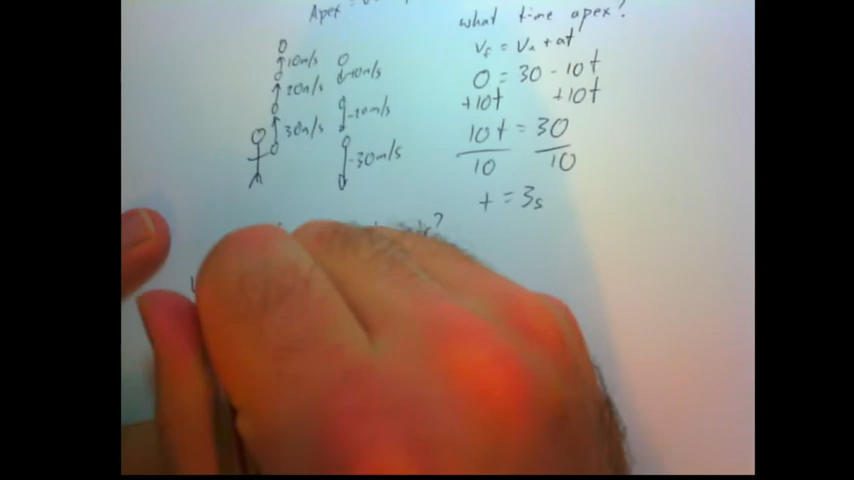 Apex =
what time apex?
10m/s
20m/s
30m/s
-10m/s
-20m/s
-30m/s
Vf = V + at
0 = 30 - 10t
+10t +10t
10t = 30
10 10
t = 3s
?